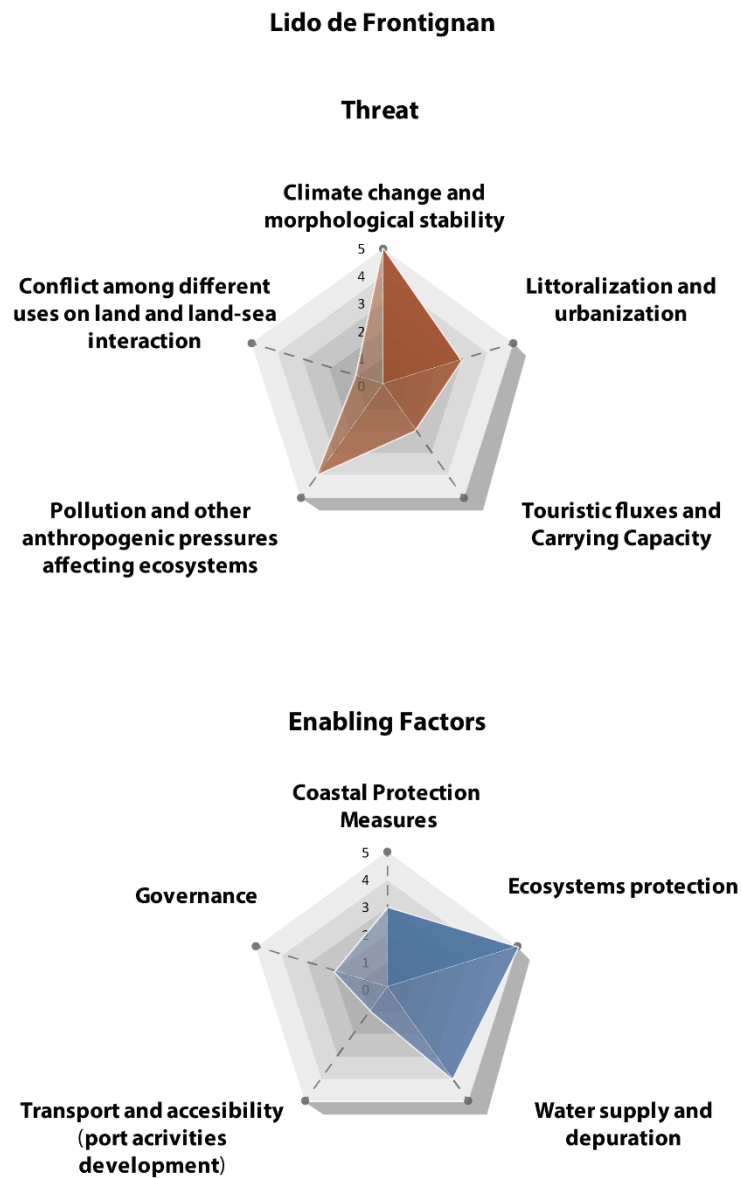 Lido de Frontignan
Threat
Climate change and
morphological stability
5
4
3
2
1
0
Conflict among different
uses on land and land-sea
interaction
Littoralization and
urbanization
Pollution and other
anthropogenic pressures
affecting ecosystems
Touristic fluxes and
Carrying Capacity
Enabling Factors
Coastal Protection
Measures
5
4
3
2
1
0
Governance
Ecosystems protection
Transport and accesibility
(port acrivities
development)
Water supply and
depuration